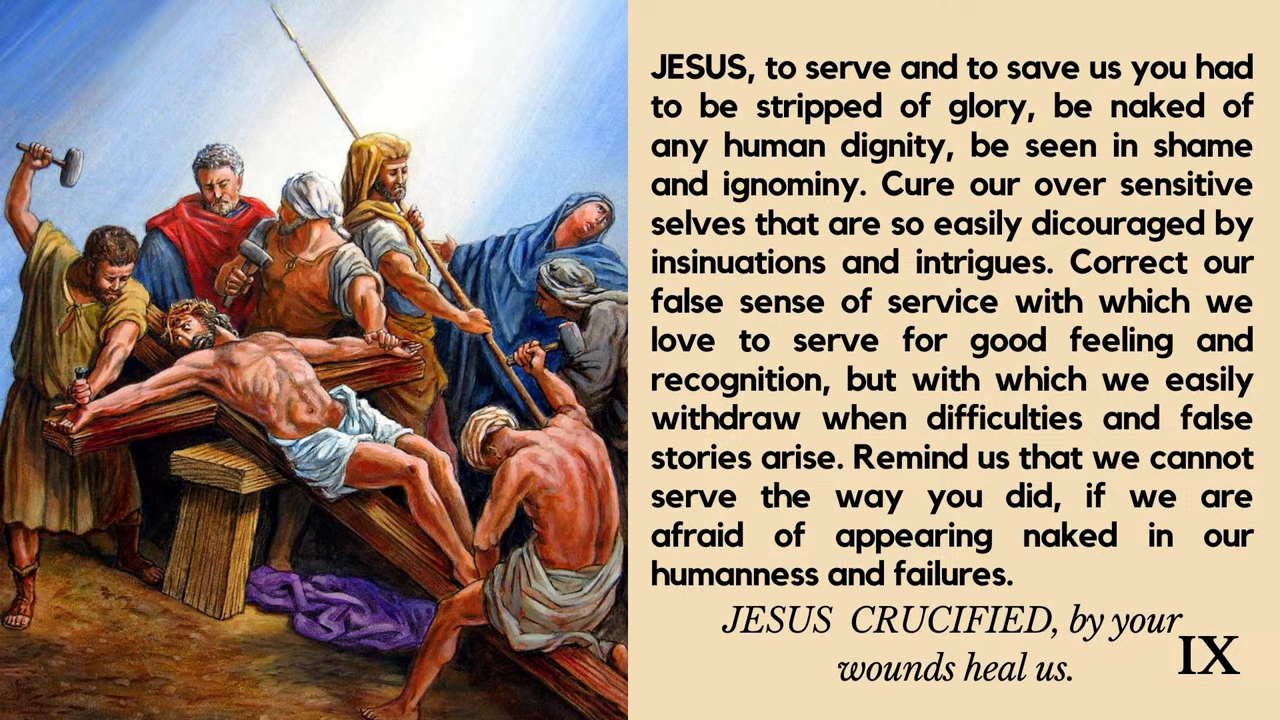 JESUS, to serve and to save us you had
to be stripped of glory, be naked of
any human dignity, be seen in shame
and ignominy. Cure our over sensitive
selves that are so easily dicouraged by
insinuations and intrigues. Correct our
false sense of service with which we
love to serve for good feeling and
recognition, but with which we easily
withdraw when difficulties and false
stories arise. Remind us that we cannot
serve the way you did, if we are
afraid of appearing naked in our
humanness and failures.
JESUS CRUCIFIED, by your
wounds heal us.
IX